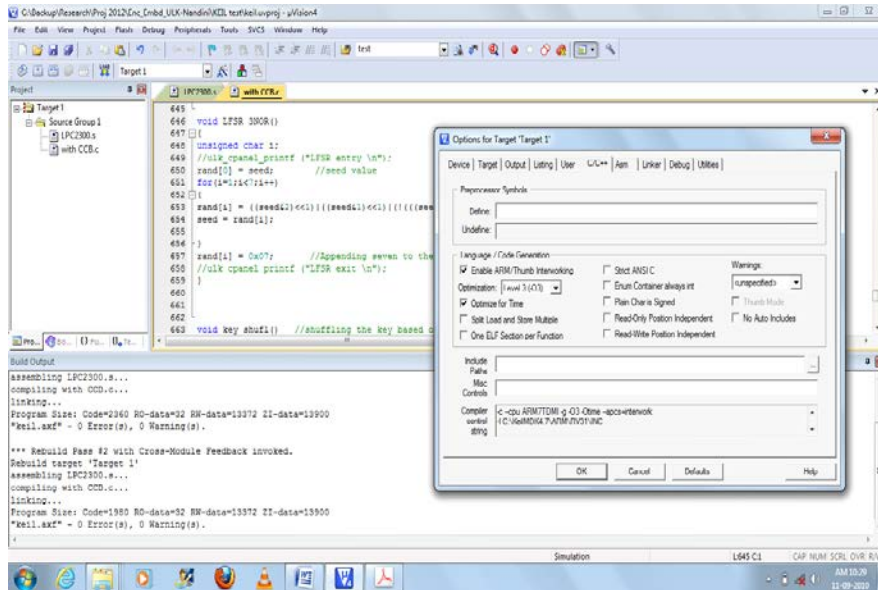 G:\Backup\Research\Proj 2012\Enc_Embd_ULK-Nandini\KEIL test\keil.uvproj - µVision4
File Edit View Project Flash Debug Peripherals Tools SVCS Window Help
test
Target 1
Project
Target 1
Source Group 1
LPC2300.s
with CCB.c
LPC2300.s
with CCB.c
645
646 void LFSR 3NOR()
647 {
648 unsigned char i;
649 //ulk_cpanel_printf ("LFSR entry \n");
650 rand[0] = seed; //seed value
651 for(i=1;i<7;i++)
652 {
653 rand[i] = ((seed&2)<<1)|((seed&1)<<1)|(!(((see
654 seed = rand[i];
655
656 }
657 rand[i] = 0x07; //Appending seven to the
658 //ulk cpanel printf ("LFSR exit \n");
659 }
660
661
662
663 void key shufl() //shuffling the key based o
Build Output
assembling LPC2300.s...
compiling with CCB.c...
linking...
Program Size: Code=2360 RO-data=32 RW-data=13372 ZI-data=13900
"keil.axf" - 0 Error(s), 0 Warning(s).
*** Rebuild Pass #2 with Cross-Module Feedback invoked.
Rebuild target 'Target 1'
assembling LPC2300.s...
compiling with CCB.c...
linking...
Program Size: Code=1980 RO-data=32 RW-data=13372 ZI-data=13900
"keil.axf" - 0 Error(s), 0 Warning(s).
Options for Target 'Target 1'
Device Target Output Listing User C/C++ Asm Linker Debug Utilities
Preprocessor Symbols
Define:
Undefine:
Language / Code Generation
Enable ARM/Thumb Interworking
Optimization: Level 3 (-O3)
Optimize for Time
Split Load and Store Multiple
One ELF Section per Function
Strict ANSI C
Enum Container always int
Plain Char is Signed
Read-Only Position Independent
Read-Write Position Independent
Warnings:
<unspecified>
Thumb Mode
No Auto Includes
Include Paths
Misc Controls
Compiler control string
-c --cpu ARM7TDMI -g -O3 -Otime --apcs=interwork
-I C:\Keil\MDK4.7\ARM\RV31\INC
OK Cancel Defaults Help
Simulation
L:645 C:1
CAP NUM SCRL OVR R/
AM 10:29
11-09-2010